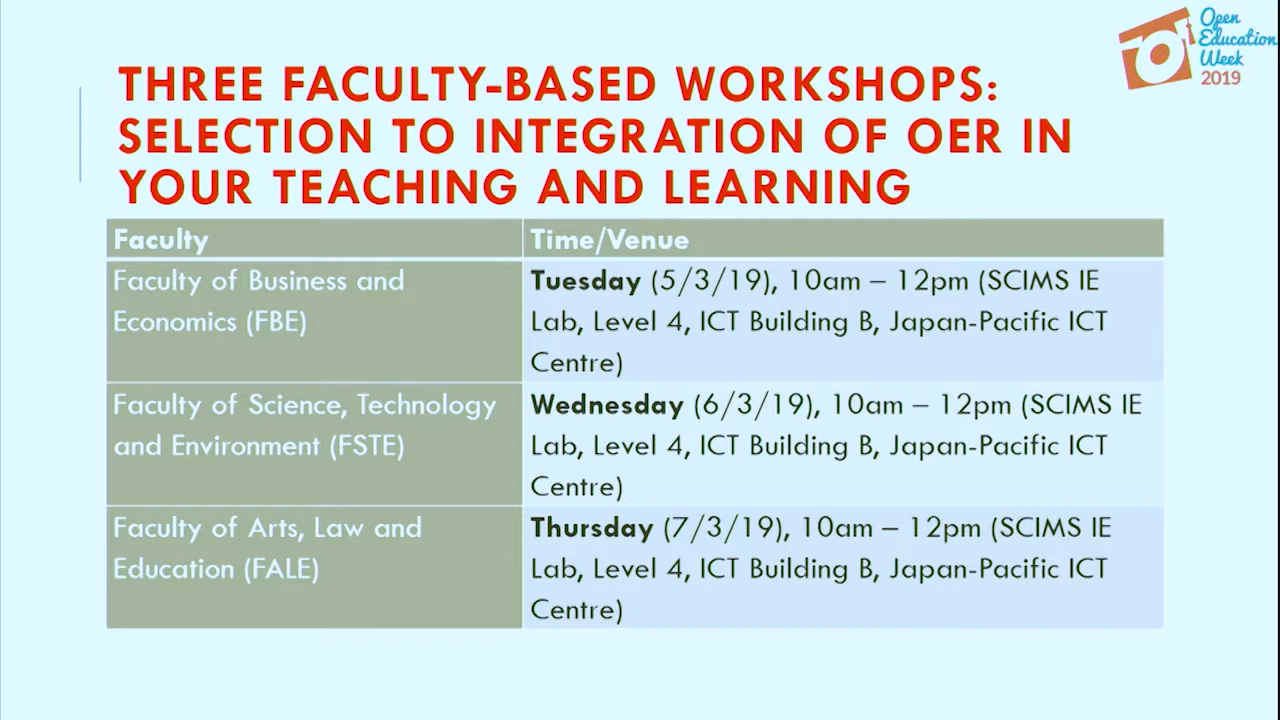 Open
Education
Week
2019
THREE FACULTY-BASED WORKSHOPS:
SELECTION TO INTEGRATION OF OER IN
YOUR TEACHING AND LEARNING
Faculty
Time/Venue
Faculty of Business and
Economics (FBE)
Tuesday (5/3/19), 10am – 12pm (SCIMS IE
Lab, Level 4, ICT Building B, Japan-Pacific ICT
Centre)
Faculty of Science, Technology
and Environment (FSTE)
Wednesday (6/3/19), 10am – 12pm (SCIMS IE
Lab, Level 4, ICT Building B, Japan-Pacific ICT
Centre)
Faculty of Arts, Law and
Education (FALE)
Thursday (7/3/19), 10am – 12pm (SCIMS IE
Lab, Level 4, ICT Building B, Japan-Pacific ICT
Centre)